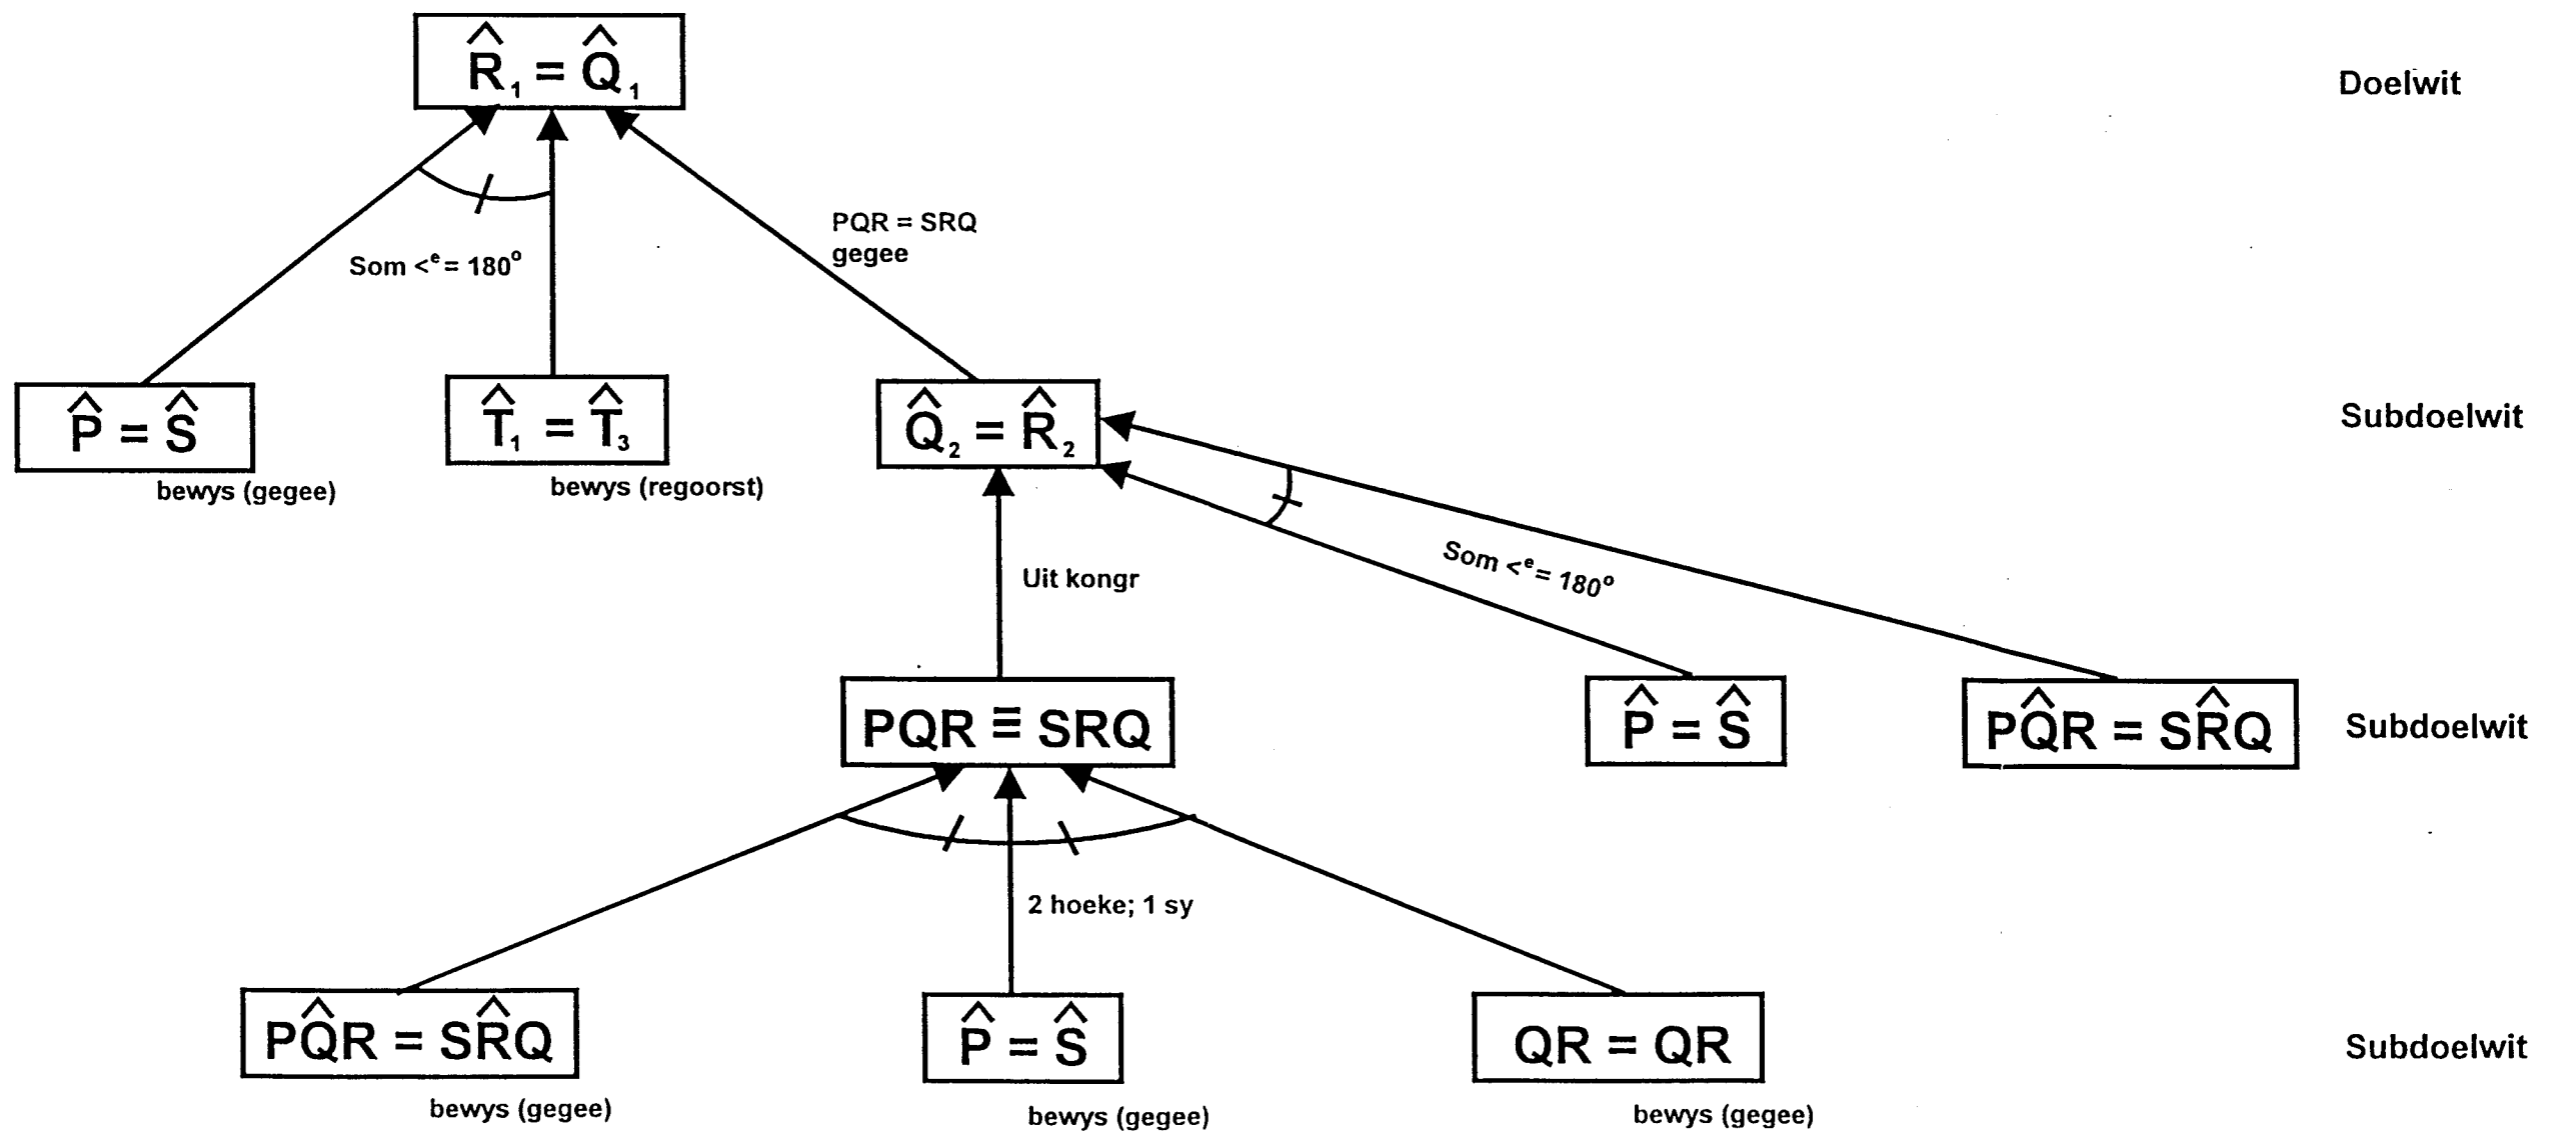 R̂₁ = Q̂₁
Doelwit
PQR = SRQ
gegee
Som <ᵉ = 180°
P̂ = Ŝ
T̂₁ = T̂₃
Q̂₂ = R̂₂
Subdoelwit
bewys (gegee)
bewys (regoorst)
Som <ᵉ = 180°
Uit kongr
PQR ≡ SRQ
P̂ = Ŝ
PQ̂R = SR̂Q
Subdoelwit
2 hoeke; 1 sy
PQ̂R = SR̂Q
P̂ = Ŝ
QR = QR
Subdoelwit
bewys (gegee)
bewys (gegee)
bewys (gegee)